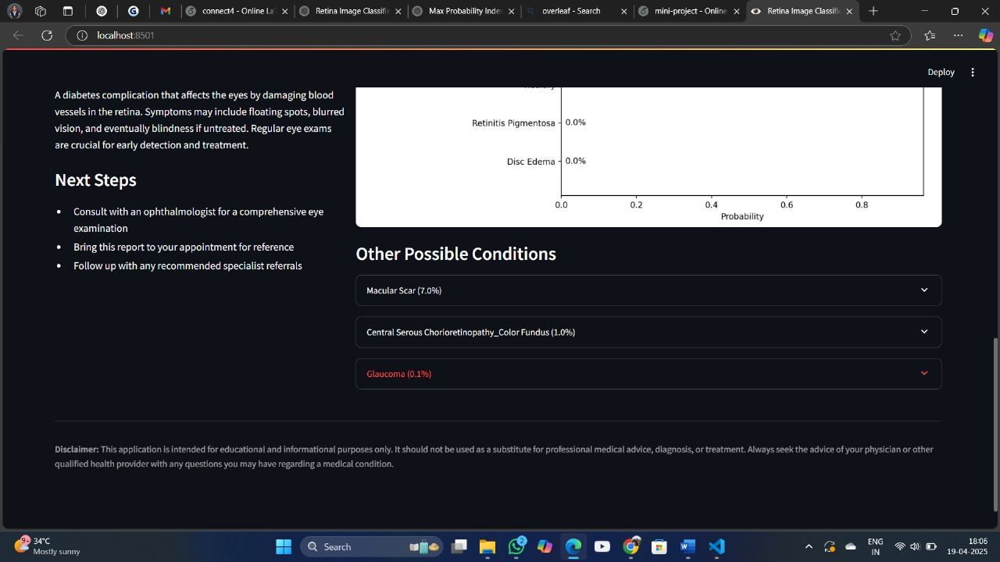 connect4 - Online La
Retina Image Classifi
Max Probability Inde
overleaf - Search
mini-project - Online
Retina Image Classifi
localhost:8501
Deploy
A diabetes complication that affects the eyes by damaging blood
vessels in the retina. Symptoms may include floating spots, blurred
vision, and eventually blindness if untreated. Regular eye exams
are crucial for early detection and treatment.
Next Steps
• Consult with an ophthalmologist for a comprehensive eye
examination
• Bring this report to your appointment for reference
• Follow up with any recommended specialist referrals
Healthy
Retinitis Pigmentosa 0.0%
Disc Edema 0.0%
0.0 0.2 0.4 0.6 0.8
Probability
Other Possible Conditions
Macular Scar (7.0%)
Central Serous Chorioretinopathy_Color Fundus (1.0%)
Glaucoma (0.1%)
Disclaimer: This application is intended for educational and informational purposes only. It should not be used as a substitute for professional medical advice, diagnosis, or treatment. Always seek the advice of your physician or other
qualified health provider with any questions you may have regarding a medical condition.
9+
34°C
Mostly sunny
Search
2
W
ENG
IN
18:06
19-04-2025